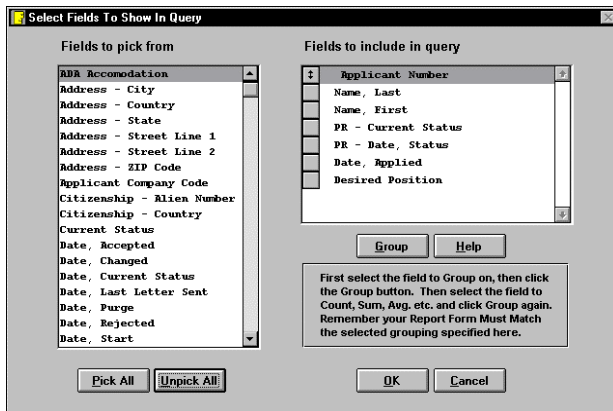 Select Fields To Show In Query
Fields to pick from
ADA Accomodation
Address - City
Address - Country
Address - State
Address - Street Line 1
Address - Street Line 2
Address - ZIP Code
Applicant Company Code
Citizenship - Alien Number
Citizenship - Country
Current Status
Date, Accepted
Date, Changed
Date, Current Status
Date, Last Letter Sent
Date, Purge
Date, Rejected
Date, Start
Pick All
Unpick All
Fields to include in query
Applicant Number
Name, Last
Name, First
PR - Current Status
PR - Date, Status
Date, Applied
Desired Position
Group
Help
First select the field to Group on, then click
the Group button. Then select the field to
Count, Sum, Avg. etc. and click Group again.
Remember your Report Form Must Match
the selected grouping specified here.
OK
Cancel